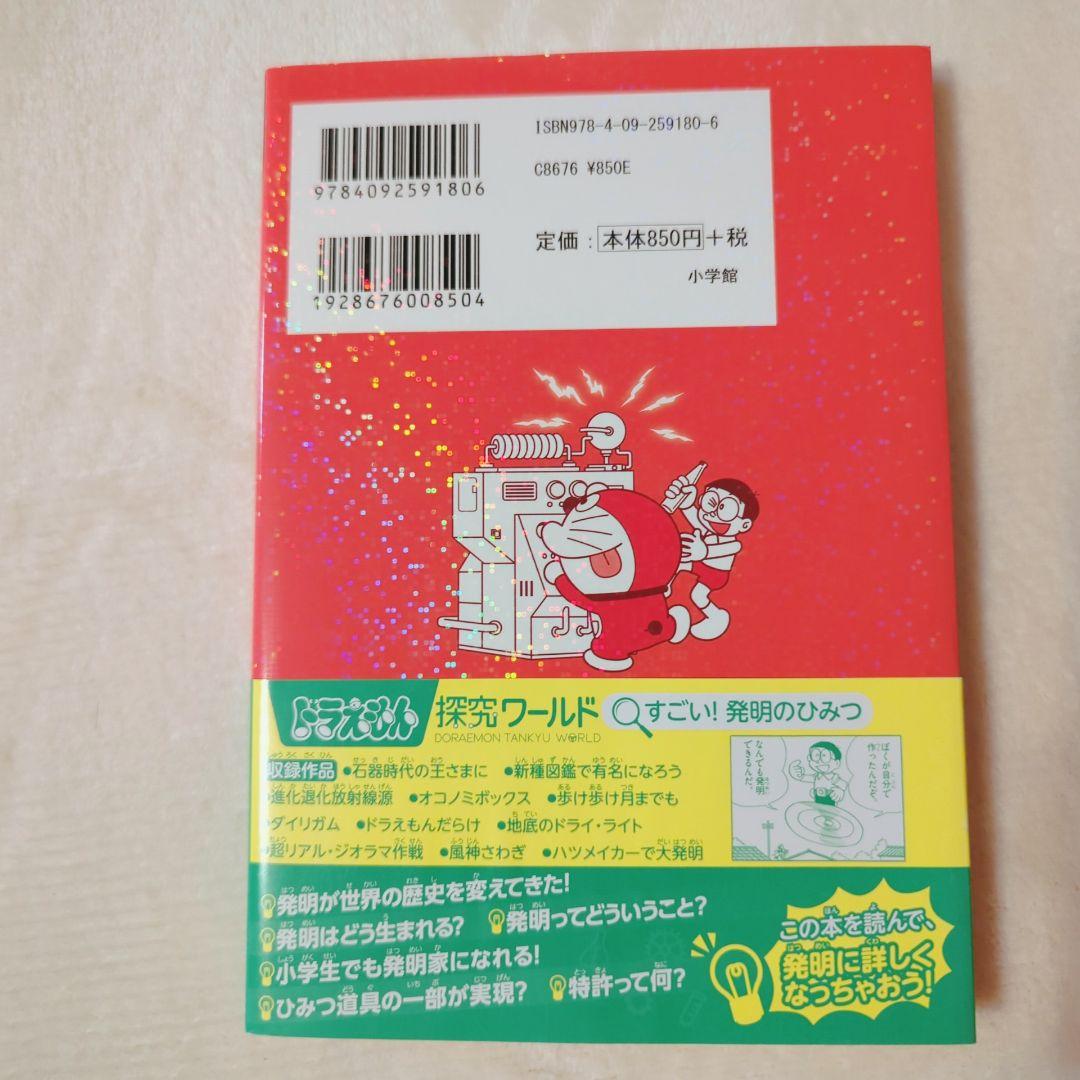 ISBN978-4-09-259180-6
9784092591806
C8676 ¥850E
定価：本体850円+税
1928676008504
小学館
ドラえもん 探究ワールド すごい！発明のひみつ
DORAEMON TANKYU WORLD
収録作品 ●石器時代の王さまに ●新種図鑑で有名になろう
●進化退化放射線源 ●オコノミボックス ●歩け歩け月までも
●ダイリガム ●ドラえもんだらけ ●地底のドライ・ライト
●超リアル・ジオラマ作戦 ●風神さわぎ ●ハツメイカーで大発明
ぼくが自分で
作ったんだぞ。
なんでも発明
できるんだ。
発明が世界の歴史を変えてきた！
発明はどう生まれる？ 発明ってどういうこと？
小学生でも発明家になれる！
ひみつ道具の一部が実現？ 特許って何？
この本を読んで、
発明に詳しく
なっちゃおう！